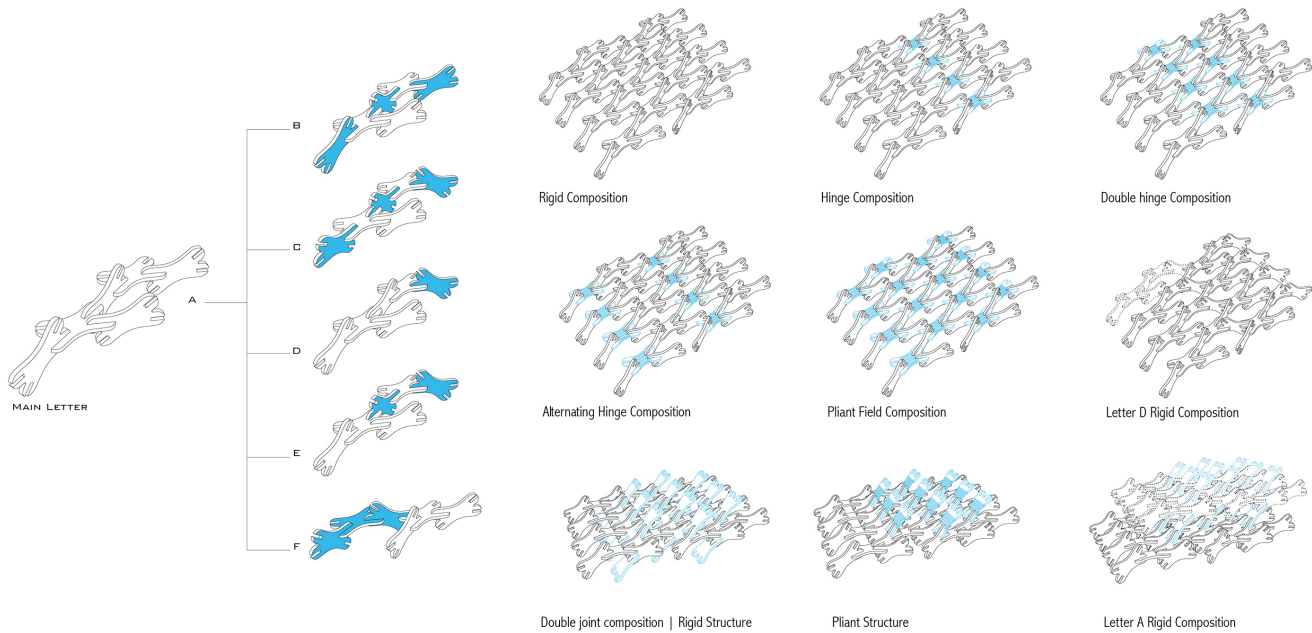 B
C
A
D
E
F
Main Letter
Rigid Composition
Hinge Composition
Double hinge Composition
Alternating Hinge Composition
Pliant Field Composition
Letter D Rigid Composition
Double joint composition | Rigid Structure
Pliant Structure
Letter A Rigid Composition